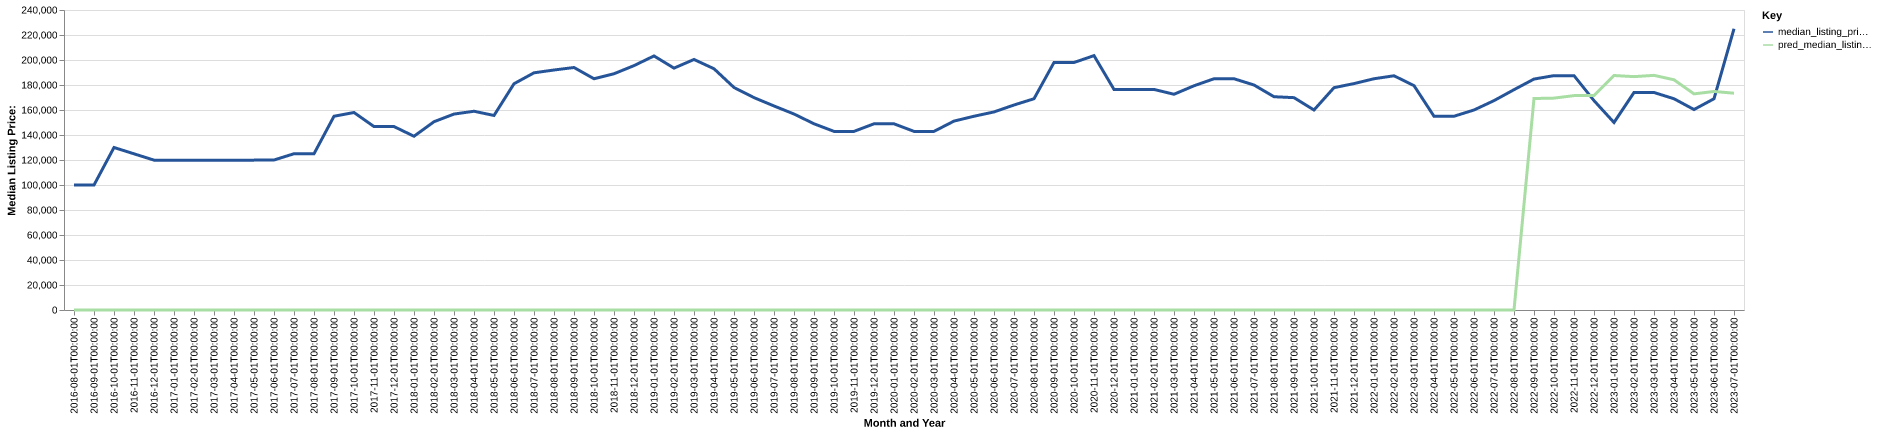 240,000
220,000
200,000
180,000
160,000
140,000
120,000
100,000
80,000
60,000
40,000
20,000
0
Median Listing Price:
2016-08-01T00:00:00
2016-09-01T00:00:00
2016-10-01T00:00:00
2016-11-01T00:00:00
2016-12-01T00:00:00
2017-01-01T00:00:00
2017-02-01T00:00:00
2017-03-01T00:00:00
2017-04-01T00:00:00
2017-05-01T00:00:00
2017-06-01T00:00:00
2017-07-01T00:00:00
2017-08-01T00:00:00
2017-09-01T00:00:00
2017-10-01T00:00:00
2017-11-01T00:00:00
2017-12-01T00:00:00
2018-01-01T00:00:00
2018-02-01T00:00:00
2018-03-01T00:00:00
2018-04-01T00:00:00
2018-05-01T00:00:00
2018-06-01T00:00:00
2018-07-01T00:00:00
2018-08-01T00:00:00
2018-09-01T00:00:00
2018-10-01T00:00:00
2018-11-01T00:00:00
2018-12-01T00:00:00
2019-01-01T00:00:00
2019-02-01T00:00:00
2019-03-01T00:00:00
2019-04-01T00:00:00
2019-05-01T00:00:00
2019-06-01T00:00:00
2019-07-01T00:00:00
2019-08-01T00:00:00
2019-09-01T00:00:00
2019-10-01T00:00:00
2019-11-01T00:00:00
2019-12-01T00:00:00
2020-01-01T00:00:00
2020-02-01T00:00:00
2020-03-01T00:00:00
2020-04-01T00:00:00
2020-05-01T00:00:00
2020-06-01T00:00:00
2020-07-01T00:00:00
2020-08-01T00:00:00
2020-09-01T00:00:00
2020-10-01T00:00:00
2020-11-01T00:00:00
2020-12-01T00:00:00
2021-01-01T00:00:00
2021-02-01T00:00:00
2021-03-01T00:00:00
2021-04-01T00:00:00
2021-05-01T00:00:00
2021-06-01T00:00:00
2021-07-01T00:00:00
2021-08-01T00:00:00
2021-09-01T00:00:00
2021-10-01T00:00:00
2021-11-01T00:00:00
2021-12-01T00:00:00
2022-01-01T00:00:00
2022-02-01T00:00:00
2022-03-01T00:00:00
2022-04-01T00:00:00
2022-05-01T00:00:00
2022-06-01T00:00:00
2022-07-01T00:00:00
2022-08-01T00:00:00
2022-09-01T00:00:00
2022-10-01T00:00:00
2022-11-01T00:00:00
2022-12-01T00:00:00
2023-01-01T00:00:00
2023-02-01T00:00:00
2023-03-01T00:00:00
2023-04-01T00:00:00
2023-05-01T00:00:00
2023-06-01T00:00:00
2023-07-01T00:00:00
Month and Year
Key
median_listing_pri…
pred_median_listin…